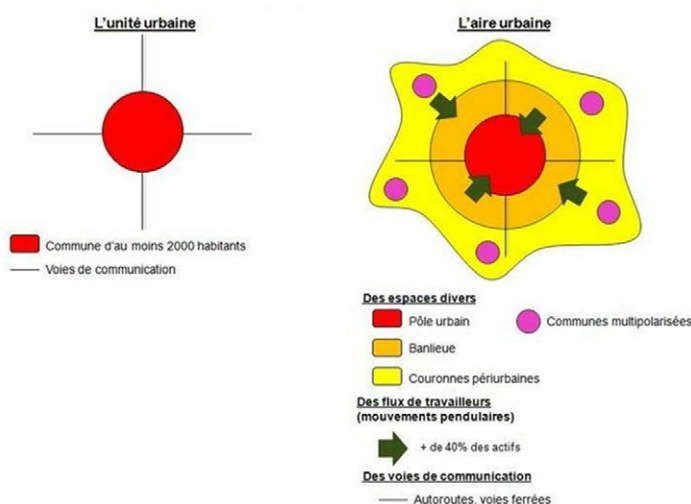 L'unité urbaine
Commune d'au moins 2000 habitants
Voies de communication
L'aire urbaine
Des espaces divers
Pôle urbain
Communes multipolarisées
Banlieue
Couronnes périurbaines
Des flux de travailleurs
(mouvements pendulaires)
+ de 40% des actifs
Des voies de communication
Autoroutes, voies ferrées